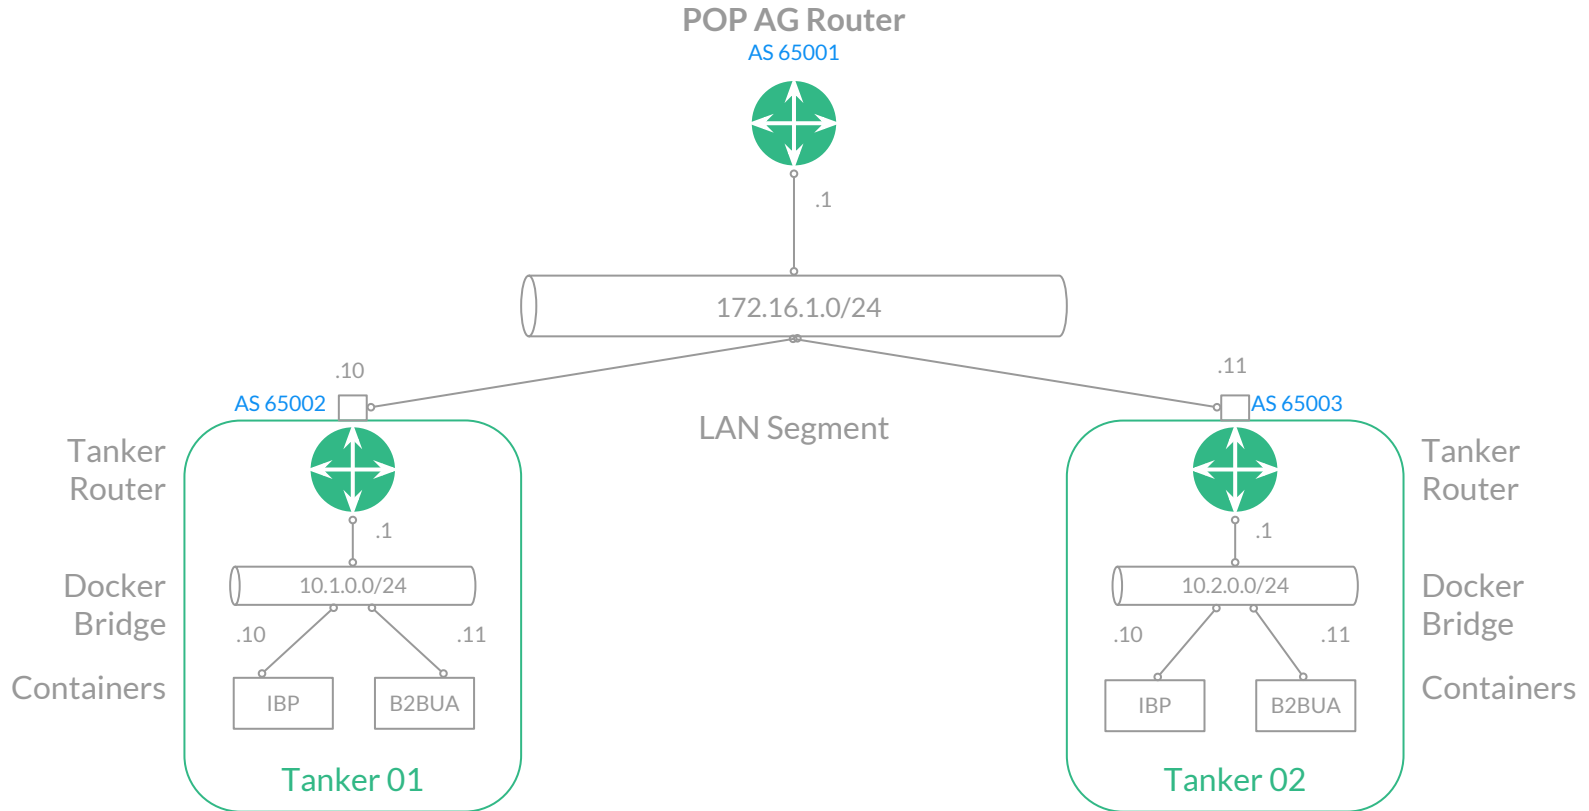 POP AG Router
AS 65001
.1
172.16.1.0/24
.10
.11
AS 65002
AS 65003
LAN Segment
Tanker
Router
Tanker
Router
.1
.1
Docker
Bridge
10.1.0.0/24
10.2.0.0/24
Docker
Bridge
.10
.11
.10
.11
Containers
IBP
B2BUA
IBP
B2BUA
Containers
Tanker 01
Tanker 02